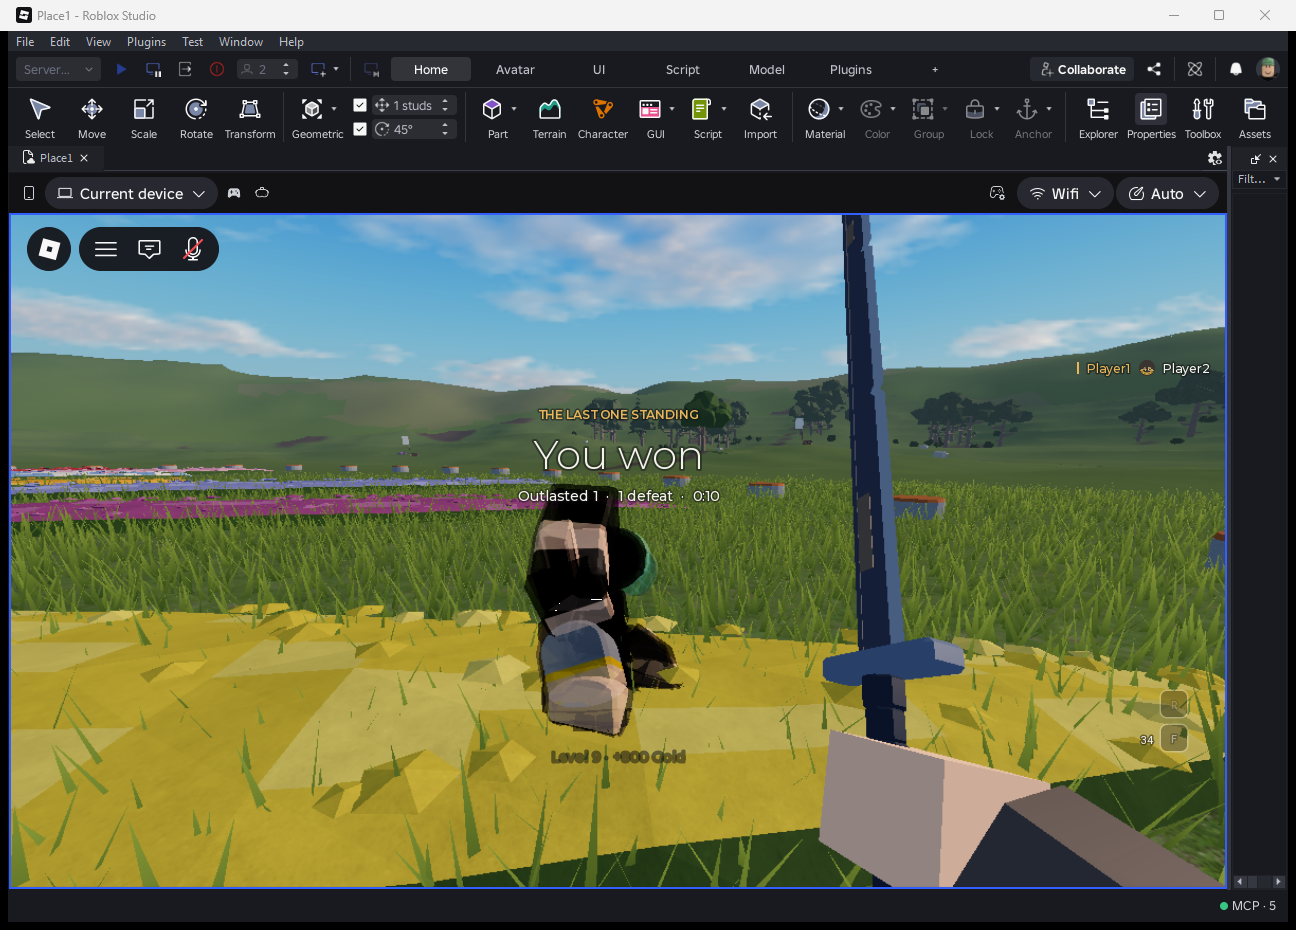 Place1 - Roblox Studio
File Edit View Plugins Test Window Help
Server... 2 Home Avatar UI Script Model Plugins + Collaborate
1 studs
45°
Select Move Scale Rotate Transform Geometric Part Terrain Character GUI Script Import Material Color Group Lock Anchor Explorer Properties Toolbox Assets
Place1
Filt...
Current device Wifi Auto
Player1 Player2
THE LAST ONE STANDING
You won
Outlasted 1 · 1 defeat · 0:10
R
34 F
Level 9 · +800 Gold
MCP · 5